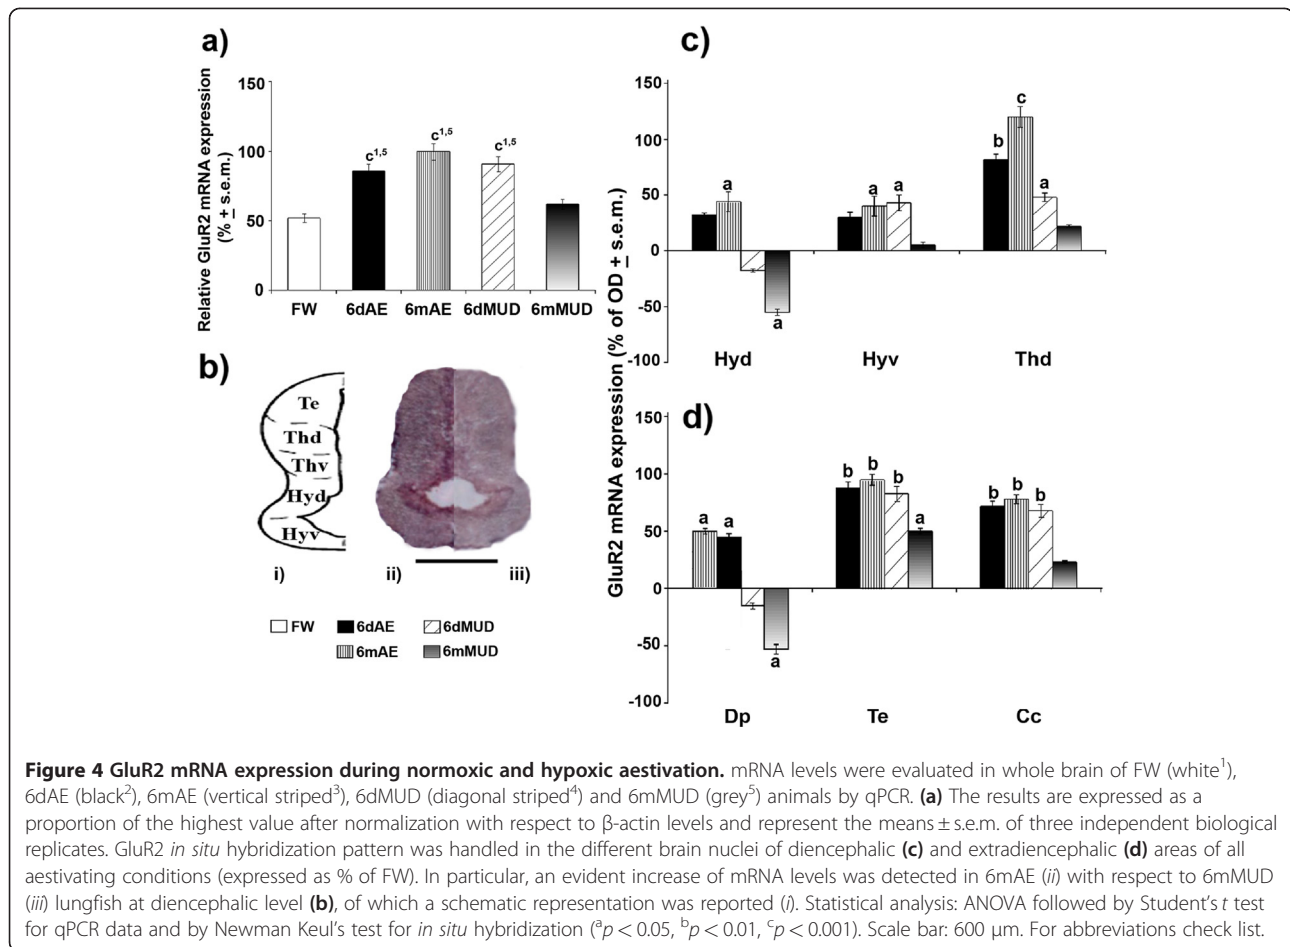 a)
Relative GluR2 mRNA expression
(% ± s.e.m.)
150
100
50
0
c1,5
c1,5
c1,5
FW
6dAE
6mAE
6dMUD
6mMUD
b)
Te
Thd
Thv
Hyd
Hyv
i)
ii)
iii)
FW
6dAE
6dMUD
6mAE
6mMUD
GluR2 mRNA expression (% of OD ± s.e.m.)
c)
150
100
50
0
-50
-100
a
a
a
a
b
c
a
Hyd
Hyv
Thd
d)
150
100
50
0
-50
-100
a
a
a
b
b
b
a
b
b
b
Dp
Te
Cc
Figure 4 GluR2 mRNA expression during normoxic and hypoxic aestivation. mRNA levels were evaluated in whole brain of FW (white1),
6dAE (black2), 6mAE (vertical striped3), 6dMUD (diagonal striped4) and 6mMUD (grey5) animals by qPCR. (a) The results are expressed as a
proportion of the highest value after normalization with respect to β-actin levels and represent the means ± s.e.m. of three independent biological
replicates. GluR2 in situ hybridization pattern was handled in the different brain nuclei of diencephalic (c) and extradiencephalic (d) areas of all
aestivating conditions (expressed as % of FW). In particular, an evident increase of mRNA levels was detected in 6mAE (ii) with respect to 6mMUD
(iii) lungfish at diencephalic level (b), of which a schematic representation was reported (i). Statistical analysis: ANOVA followed by Student's t test
for qPCR data and by Newman Keul's test for in situ hybridization (ap < 0.05, bp < 0.01, cp < 0.001). Scale bar: 600 μm. For abbreviations check list.